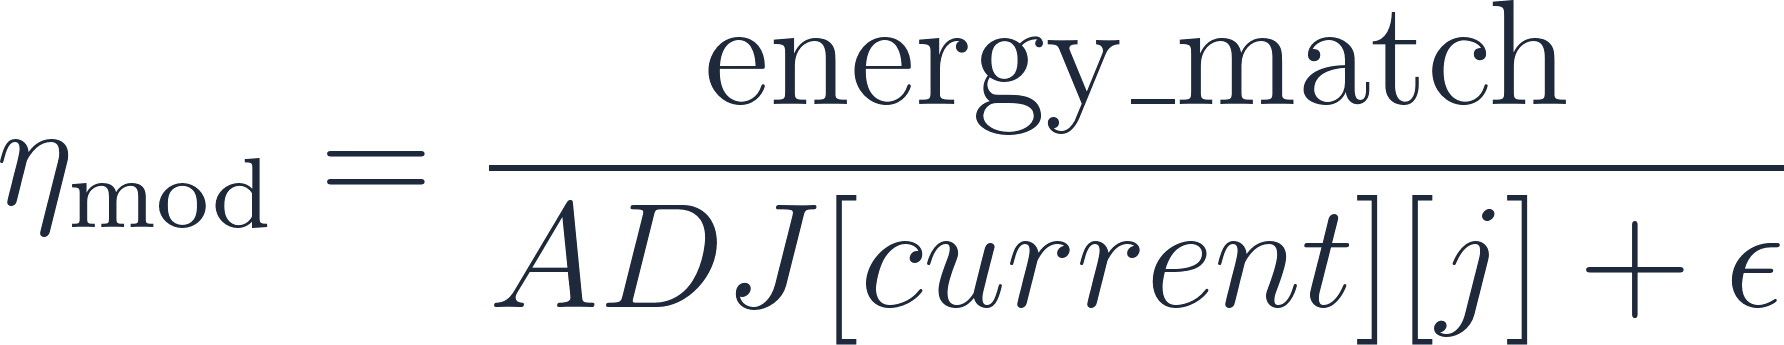 η_mod = energy_match / ADJ[current][j] + ϵ